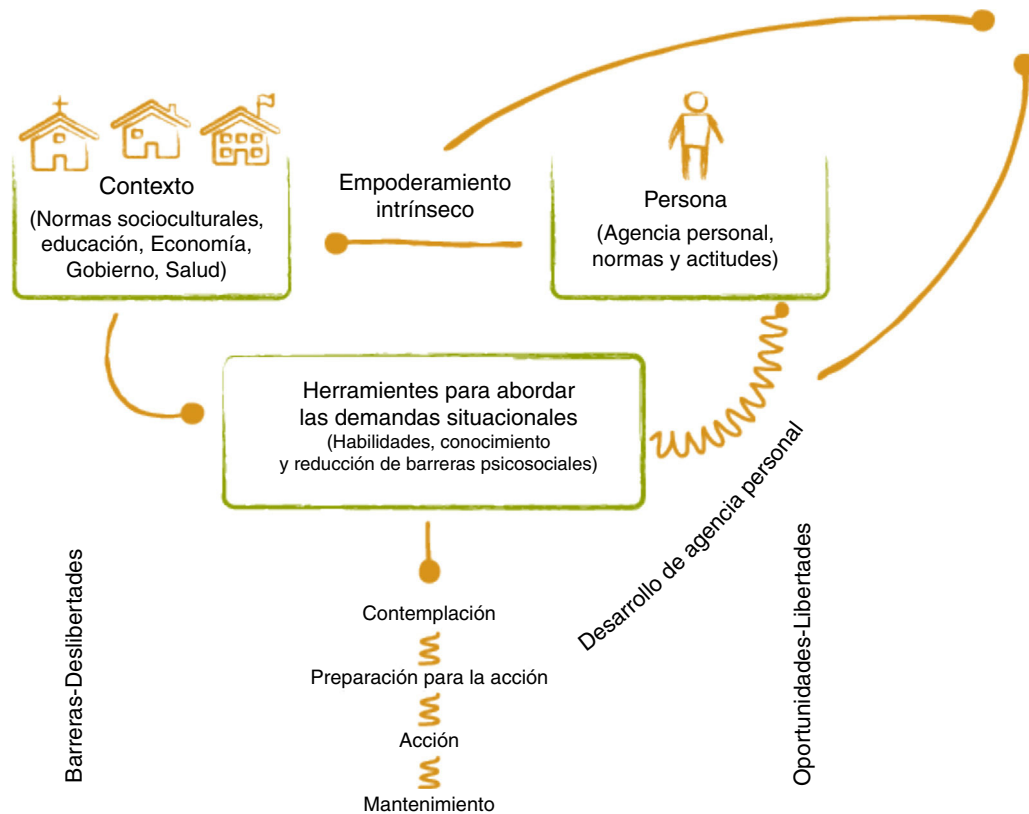 Contexto
(Normas socioculturales,
educación, Economía,
Gobierno, Salud)
Empoderamiento
intrínseco
Persona
(Agencia personal,
normas y actitudes)
Herramientes para abordar
las demandas situacionales
(Habilidades, conocimiento
y reducción de barreras psicosociales)
Desarrollo de agencia personal
Barreras-Deslibertades
Oportunidades-Libertades
Contemplación
Preparación para la acción
Acción
Mantenimiento